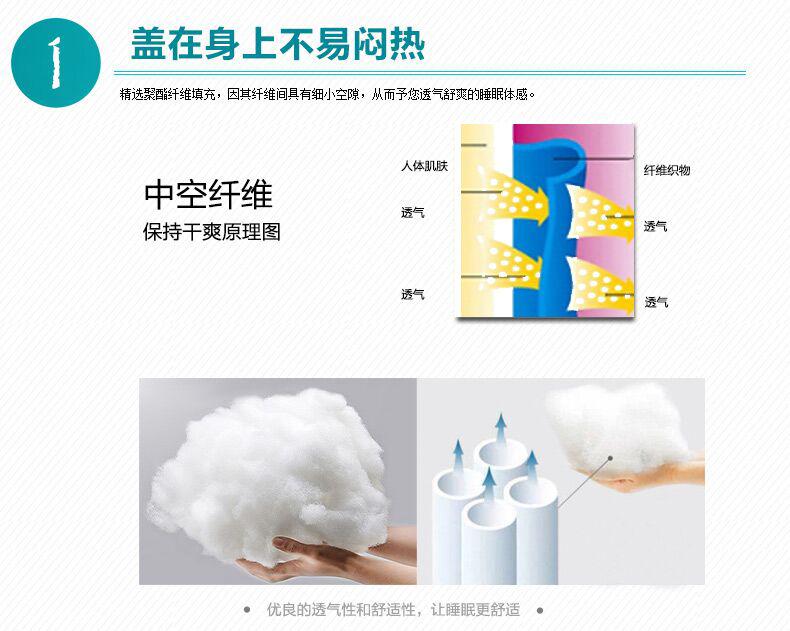 1
盖在身上不易闷热
精选聚酯纤维填充，因其纤维间具有细小空隙，从而予您透气舒爽的睡眠体感。
中空纤维
保持干爽原理图
人体肌肤
纤维织物
透气
透气
透气
透气
● 优良的透气性和舒适性，让睡眠更舒适 ●